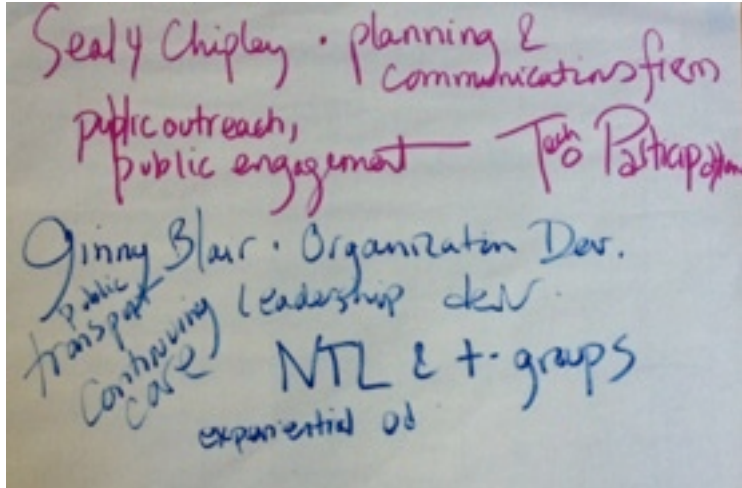 Sealy Chipley · planning &
communications firm
public outreach,
public engagement — Tech
o Participation
Ginny Blair · Organization Dev.
public
transport
leadership dev.
continuing
care
NTL & t-groups
experiential od